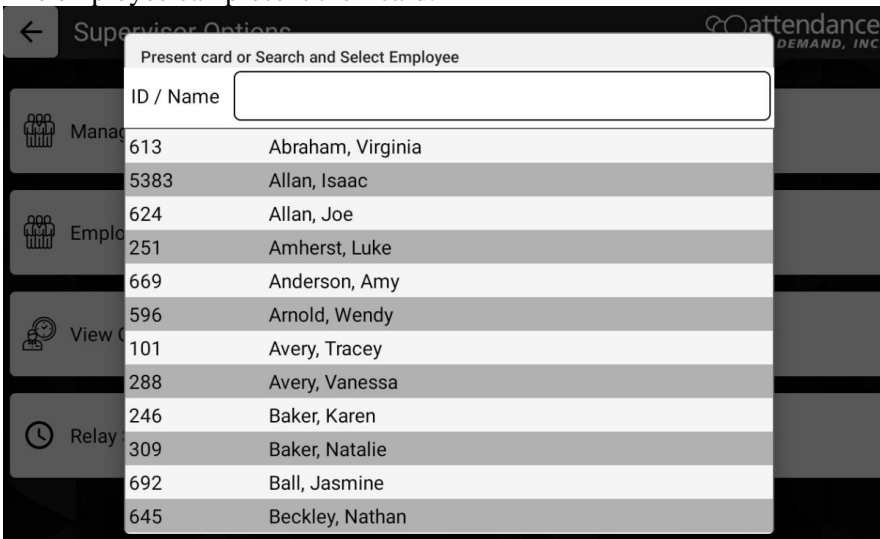 Supervisor Options
attendance
DEMAND, INC
Present card or Search and Select Employee
ID / Name
Manag
Emplo
View
Relay
613 Abraham, Virginia
5383 Allan, Isaac
624 Allan, Joe
251 Amherst, Luke
669 Anderson, Amy
596 Arnold, Wendy
101 Avery, Tracey
288 Avery, Vanessa
246 Baker, Karen
309 Baker, Natalie
692 Ball, Jasmine
645 Beckley, Nathan